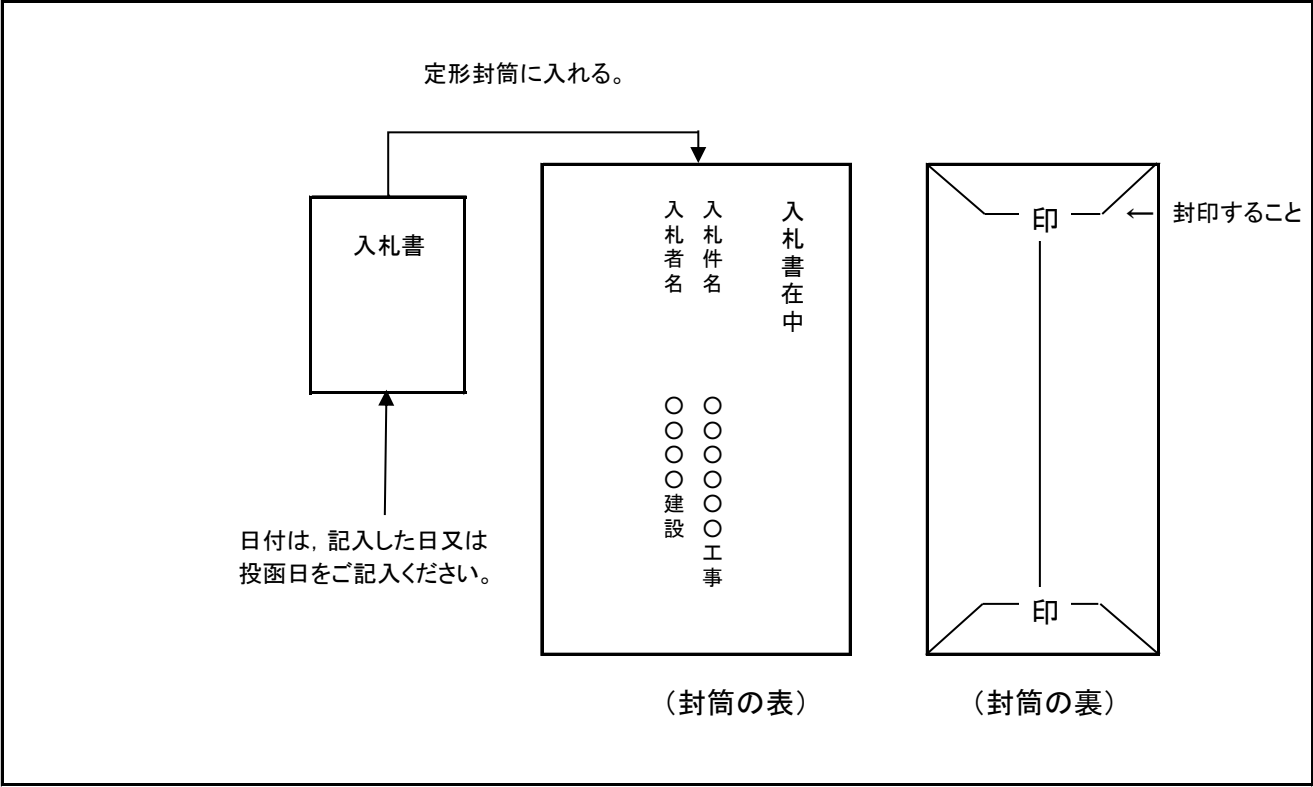 定形封筒に入れる。
入札書
日付は，記入した日又は
投函日をご記入ください。
入札書在中
入札件名　〇〇〇〇〇〇工事
入札者名　〇〇〇〇建設
（封筒の表）
印
← 封印すること
印
（封筒の裏）